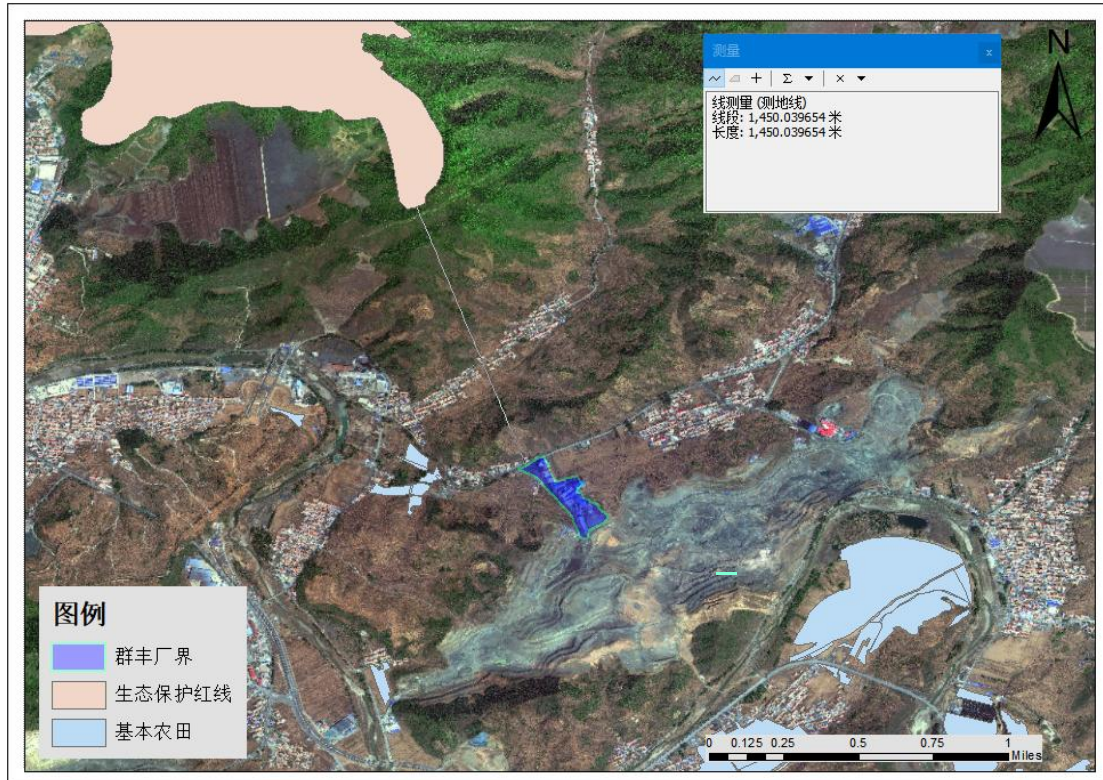 测量
x
N
线测量 (测地线)
线段: 1,450.039654 米
长度: 1,450.039654 米
图例
群丰厂界
生态保护红线
基本农田
0 0.125 0.25 0.5 0.75 1
Miles